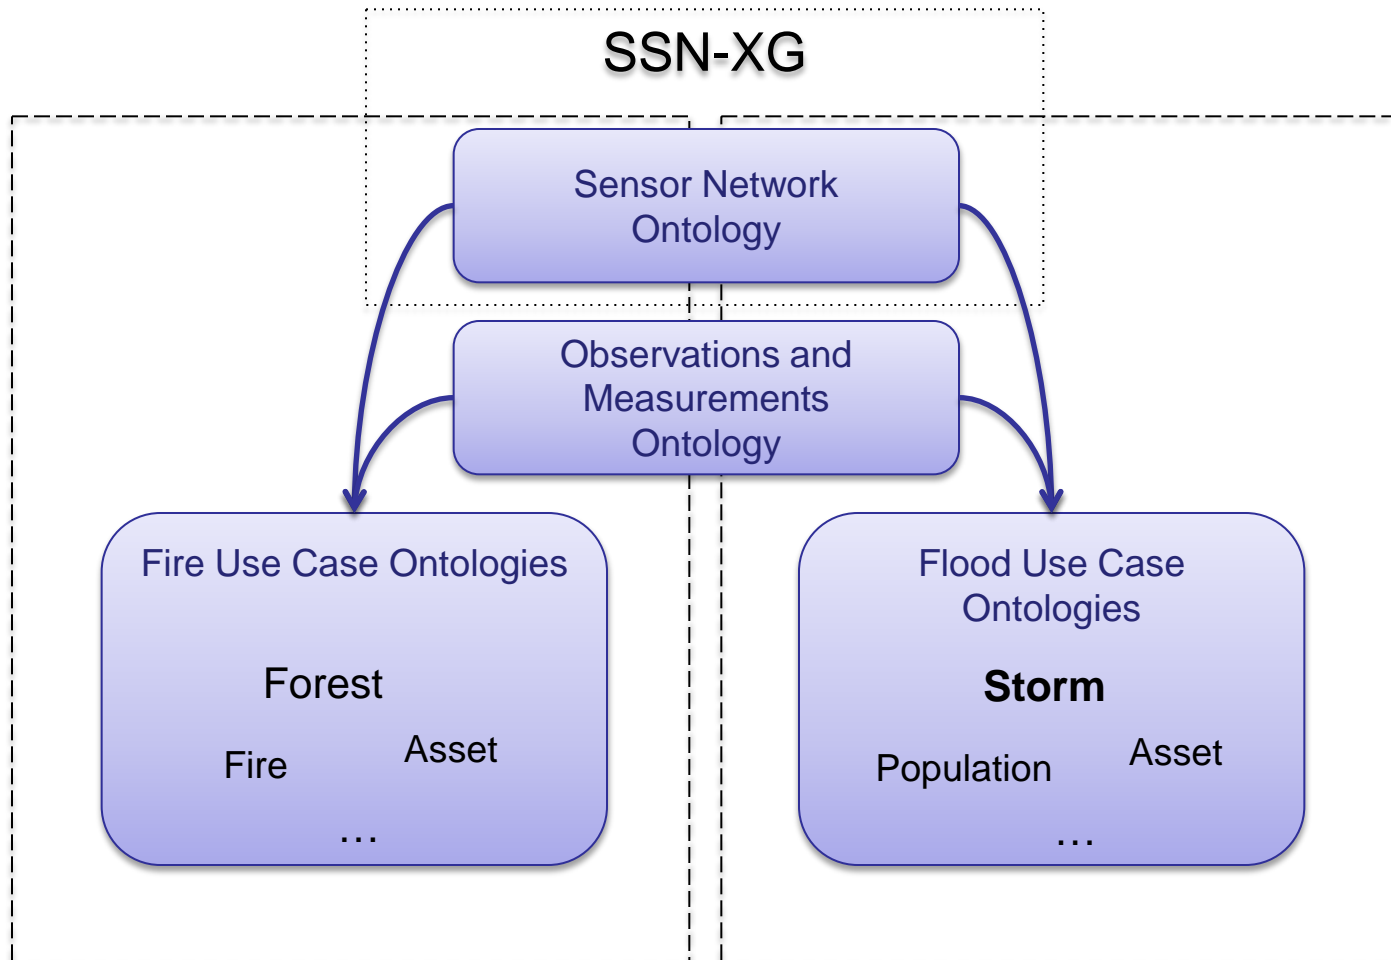 SSN-XG
Sensor Network
Ontology
Observations and
Measurements
Ontology
Fire Use Case Ontologies
Forest
Fire
Asset
…
Flood Use Case
Ontologies
Storm
Population
Asset
…